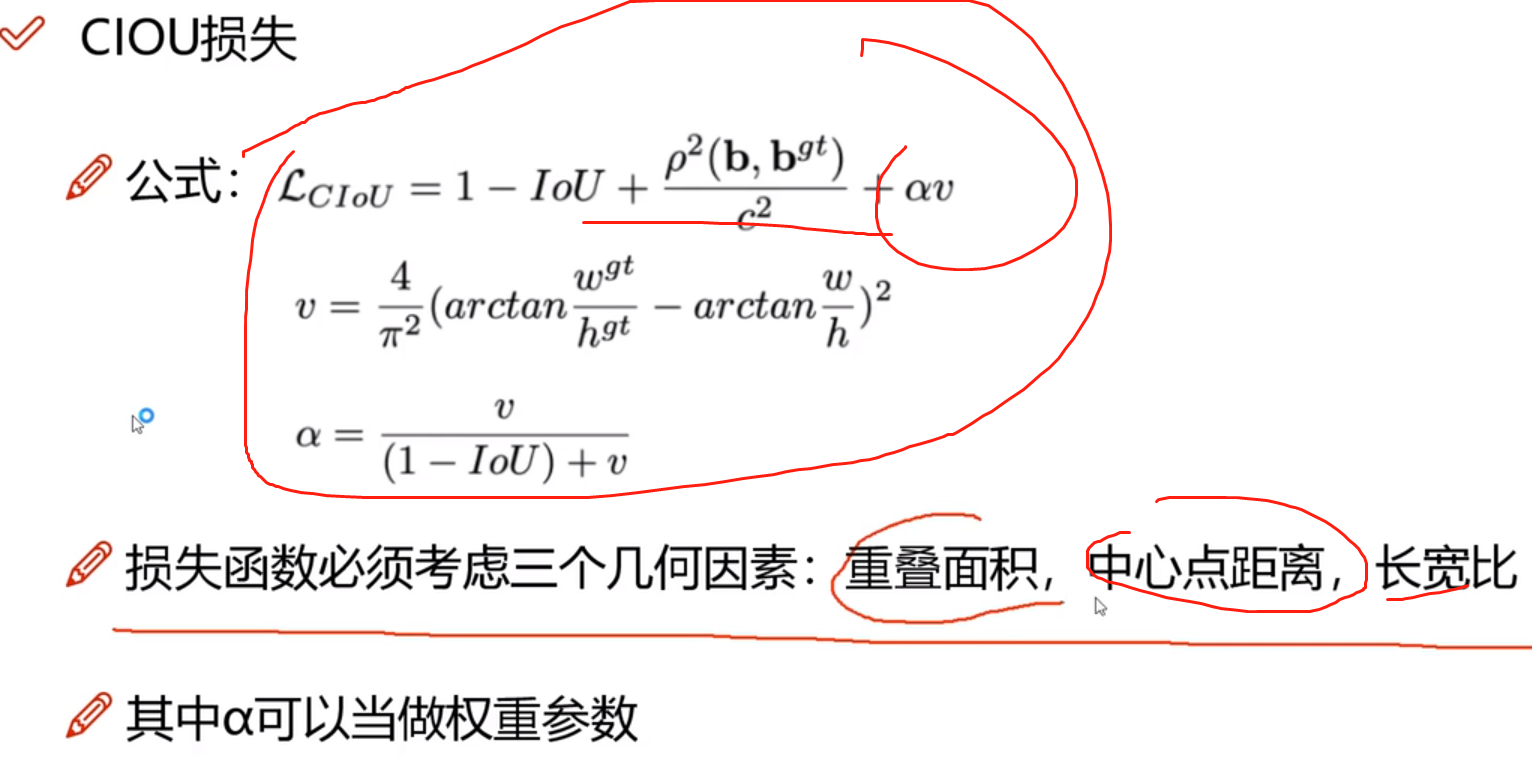 CIOU损失
公式：$\mathcal{L}_{CIoU} = 1 - IoU + \frac{\rho^2(\mathbf{b}, \mathbf{b}^{gt})}{c^2} + \alpha v$
$v = \frac{4}{\pi^2}(arctan\frac{w^{gt}}{h^{gt}} - arctan\frac{w}{h})^2$
$\alpha = \frac{v}{(1 - IoU) + v}$
损失函数必须考虑三个几何因素：重叠面积，中心点距离，长宽比
其中α可以当做权重参数